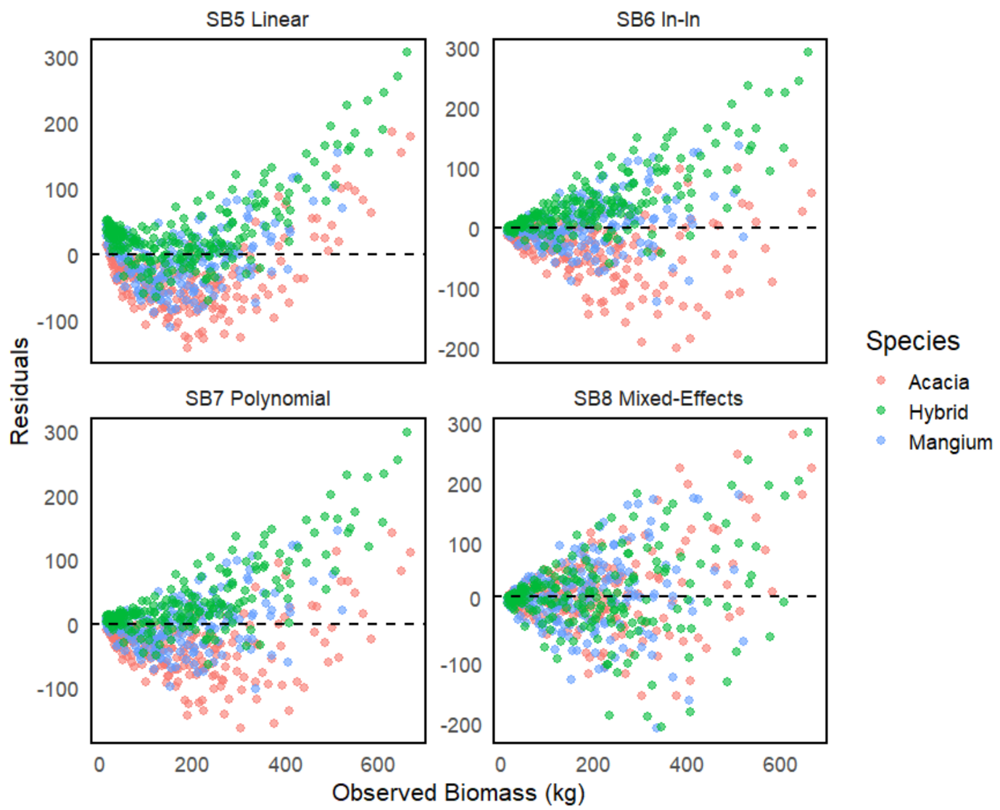 SB5 Linear
SB6 In-In
300
200
100
0
-100
300
200
100
0
-100
-200
SB7 Polynomial
SB8 Mixed-Effects
300
200
100
0
-100
300
200
100
0
-100
-200
0 200 400 600
0 200 400 600
Observed Biomass (kg)
Residuals
Species
Acacia
Hybrid
Mangium